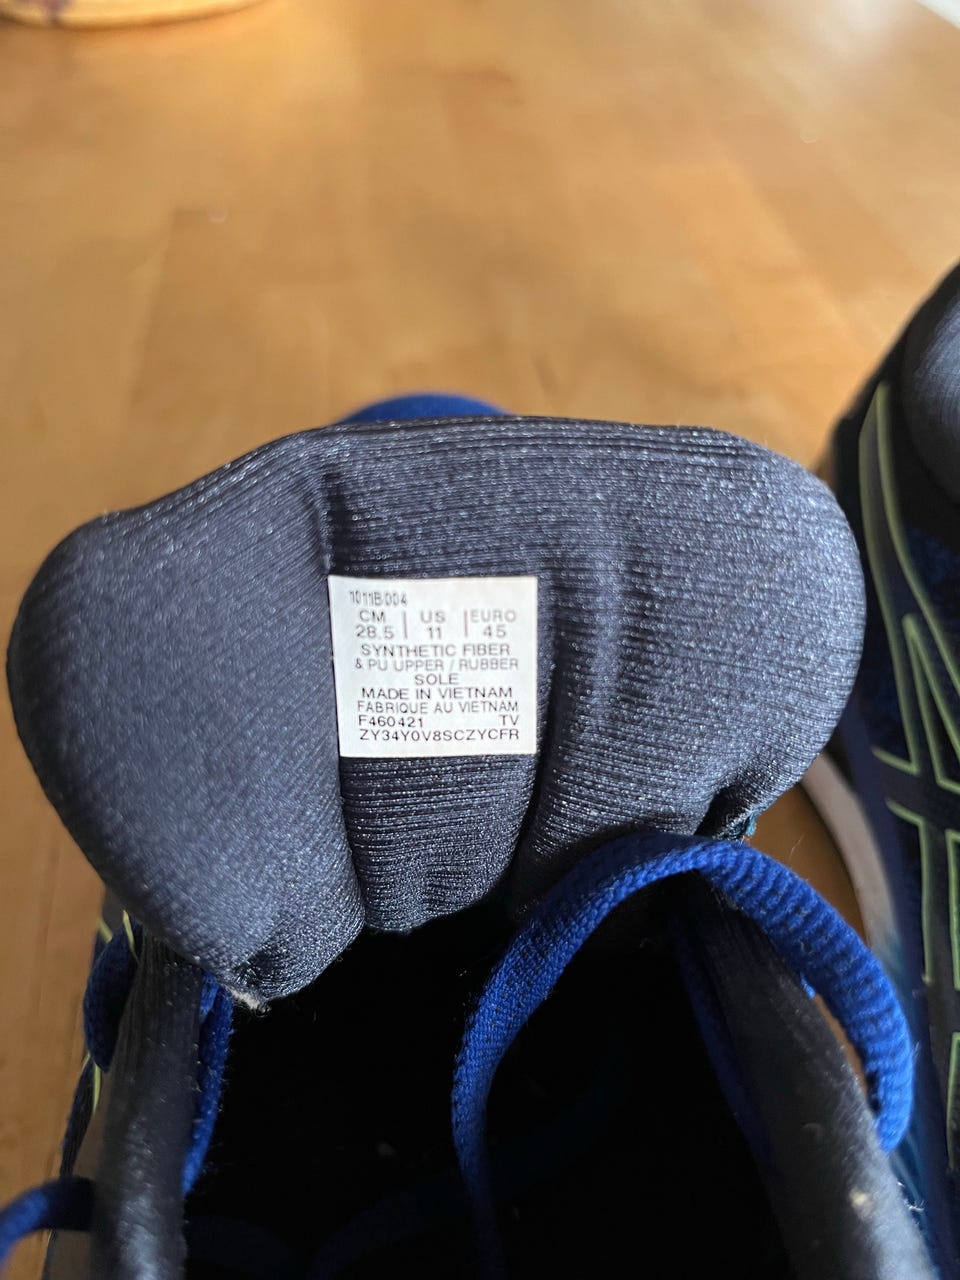 1011B004
CM | US | EURO
28.5 | 11 | 45
SYNTHETIC FIBER
& PU UPPER / RUBBER
SOLE
MADE IN VIETNAM
FABRIQUE AU VIETNAM
F460421 TV
ZY34Y0V8SCZYCFR